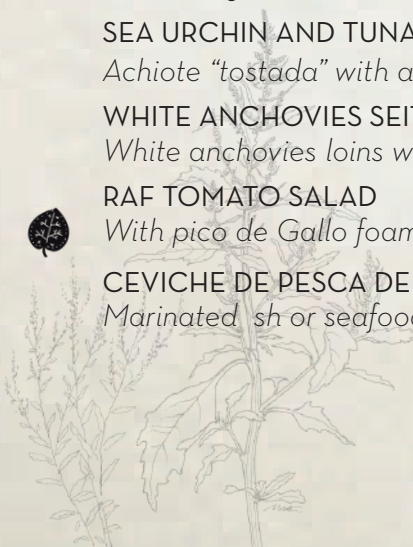 SEA URCHIN AND TUNA
Achiote “tostada” with a
WHITE ANCHOVIES SEI
White anchovies loins w
RAF TOMATO SALAD
With pico de Gallo foam
CEVICHE DE PESCA DE
Marinated sh or seafoo